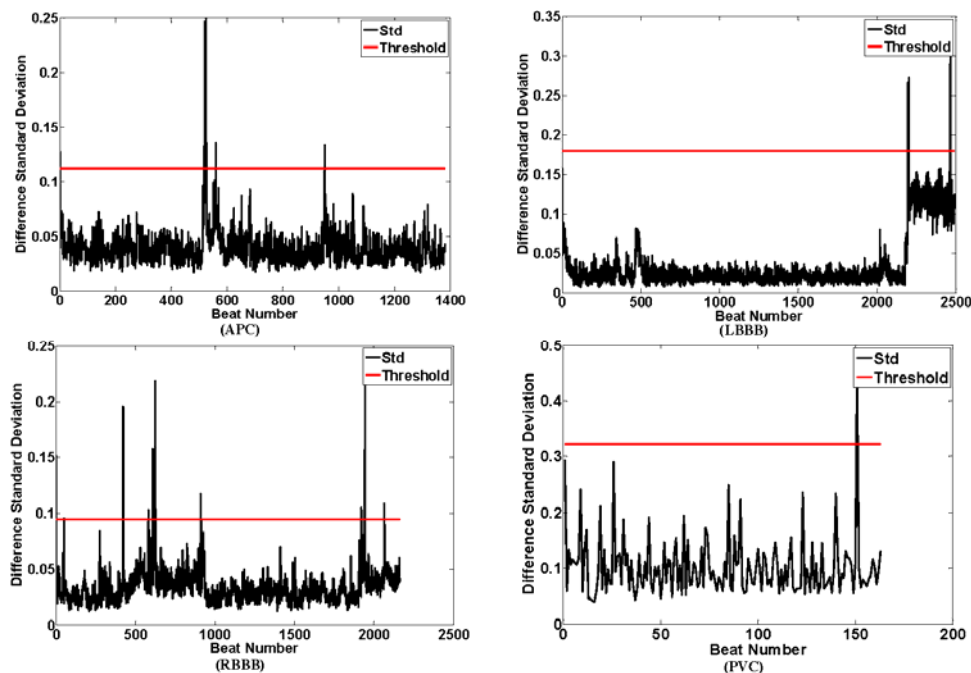 0.25
0.2
0.15
0.1
0.05
0
Difference Standard Deviation
0 200 400 600 800 1000 1200 1400
Beat Number
(APC)
Std
Threshold
0.35
0.3
0.25
0.2
0.15
0.1
0.05
0
Difference Standard Deviation
0 500 1000 1500 2000 2500
Beat Number
(LBBB)
Std
Threshold
0.25
0.2
0.15
0.1
0.05
0
Difference Standard Deviation
0 500 1000 1500 2000 2500
Beat Number
(RBBB)
Std
Threshold
0.5
0.4
0.3
0.2
0.1
0
Difference Standard Deviation
0 50 100 150 200
Beat Number
(PVC)
Std
Threshold